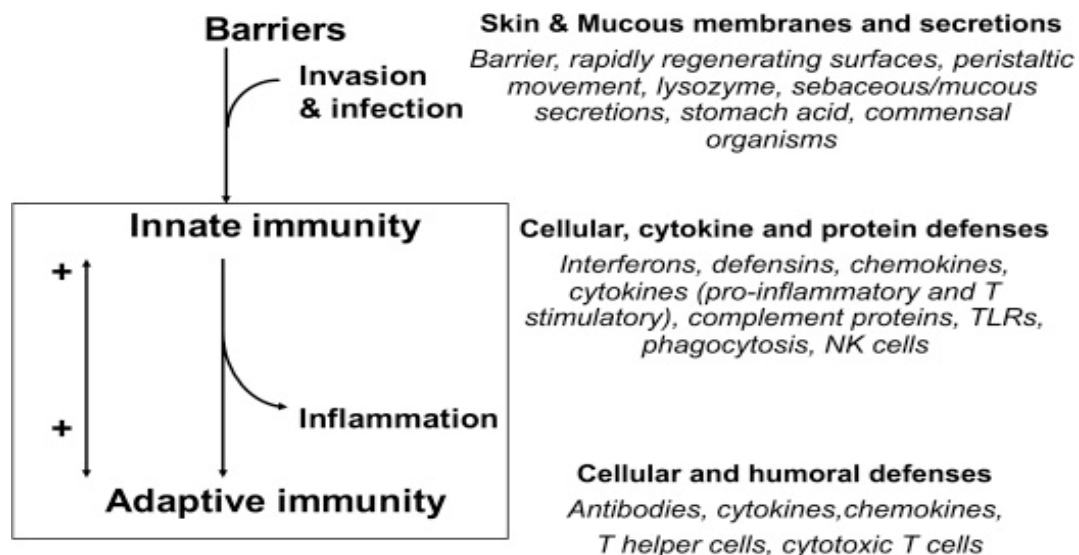 Barriers
Skin & Mucous membranes and secretions
Barrier, rapidly regenerating surfaces, peristaltic
movement, lysozyme, sebaceous/mucous
secretions, stomach acid, commensal
organisms
Invasion
& infection
Innate immunity
Cellular, cytokine and protein defenses
Interferons, defensins, chemokines,
cytokines (pro-inflammatory and T
stimulatory), complement proteins, TLRs,
phagocytosis, NK cells
+
+
Inflammation
Adaptive immunity
Cellular and humoral defenses
Antibodies, cytokines,chemokines,
T helper cells, cytotoxic T cells